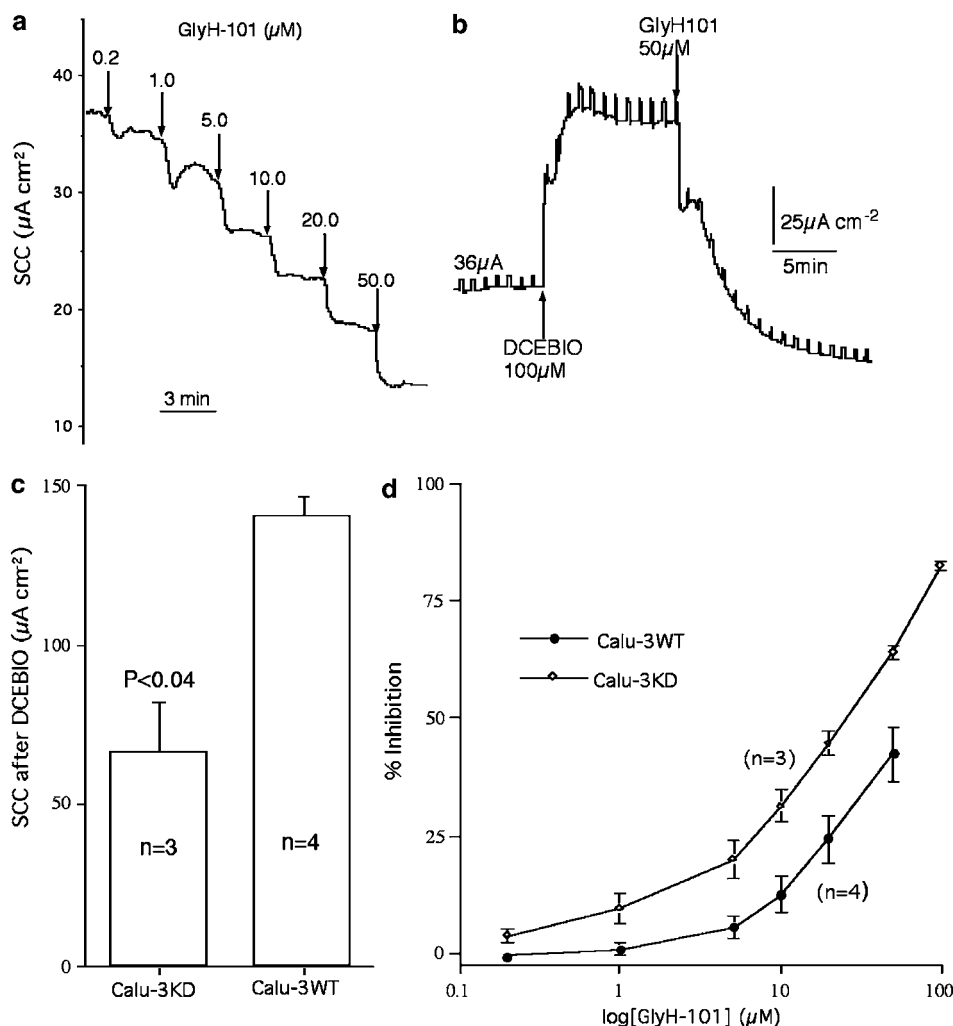 a
GlyH-101 (µM)
0.2
1.0
5.0
10.0
20.0
50.0
40
30
20
10
SCC (µA cm²)
3 min
b
GlyH101
50µM
36µA
DCEBIO
100µM
25µA cm⁻²
5min
c
150
100
50
0
SCC after DCEBIO (µA cm²)
P<0.04
n=3
n=4
Calu-3KD
Calu-3WT
d
100
75
50
25
0
% Inhibition
Calu-3WT
Calu-3KD
(n=3)
(n=4)
0.1
1
10
100
log[GlyH-101] (µM)